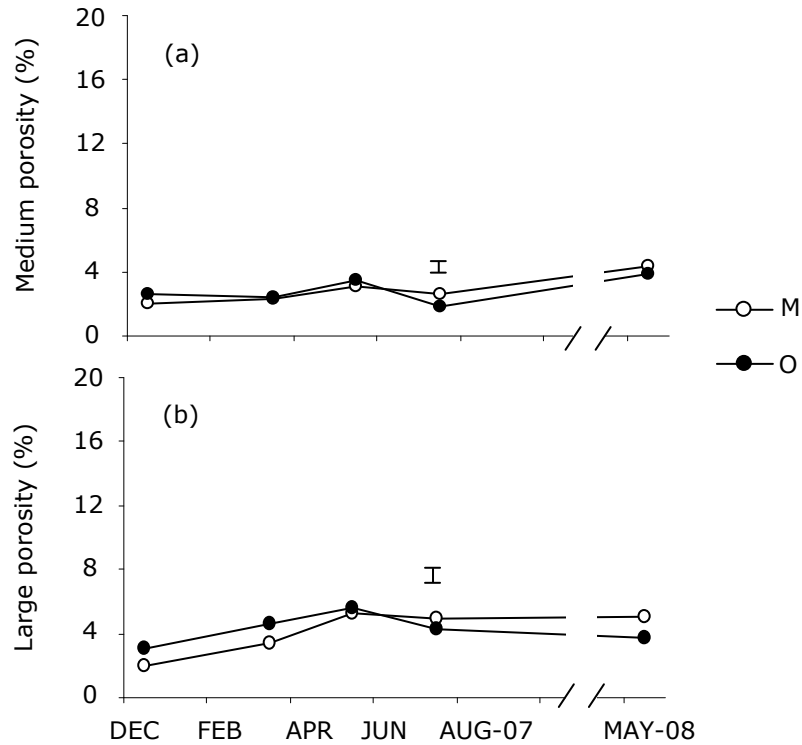 20
(a)
16
12
8
4
0
Medium porosity (%)
M
O
20
(b)
16
12
8
4
0
Large porosity (%)
DEC FEB APR JUN AUG-07 MAY-08